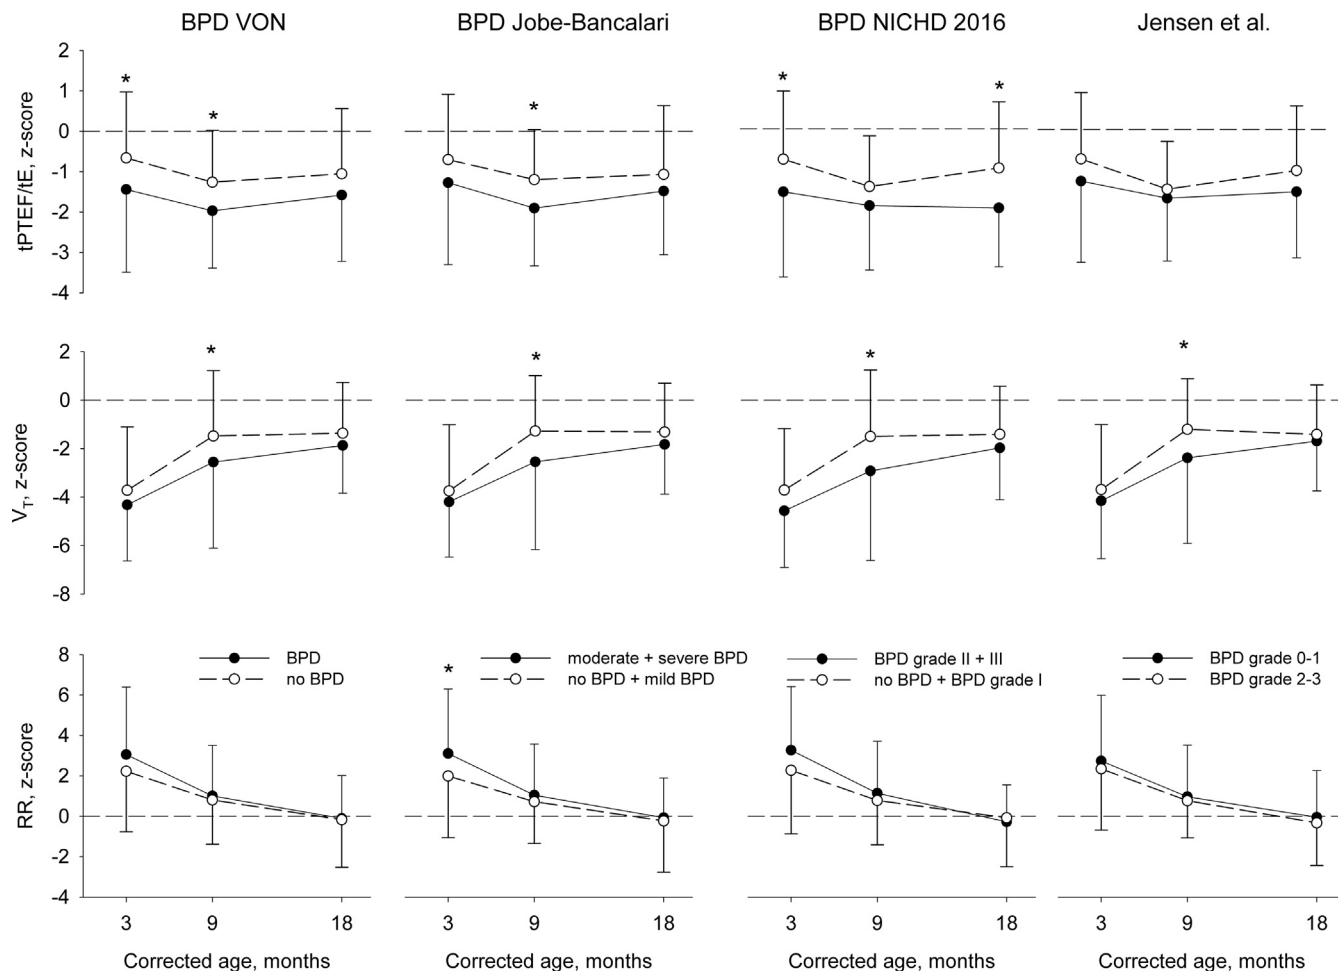 BPD VON
BPD Jobe-Bancalari
BPD NICHD 2016
Jensen et al.
tPTEF/tE, z-score
2
1
0
-1
-2
-3
-4
* * * * *
V_T, z-score
2
0
-2
-4
-6
-8
* * * *
RR, z-score
8
6
4
2
0
-2
-4
BPD
no BPD
*
moderate + severe BPD
no BPD + mild BPD
BPD grade II + III
no BPD + BPD grade I
BPD grade 0-1
BPD grade 2-3
3 9 18
3 9 18
3 9 18
3 9 18
Corrected age, months
Corrected age, months
Corrected age, months
Corrected age, months